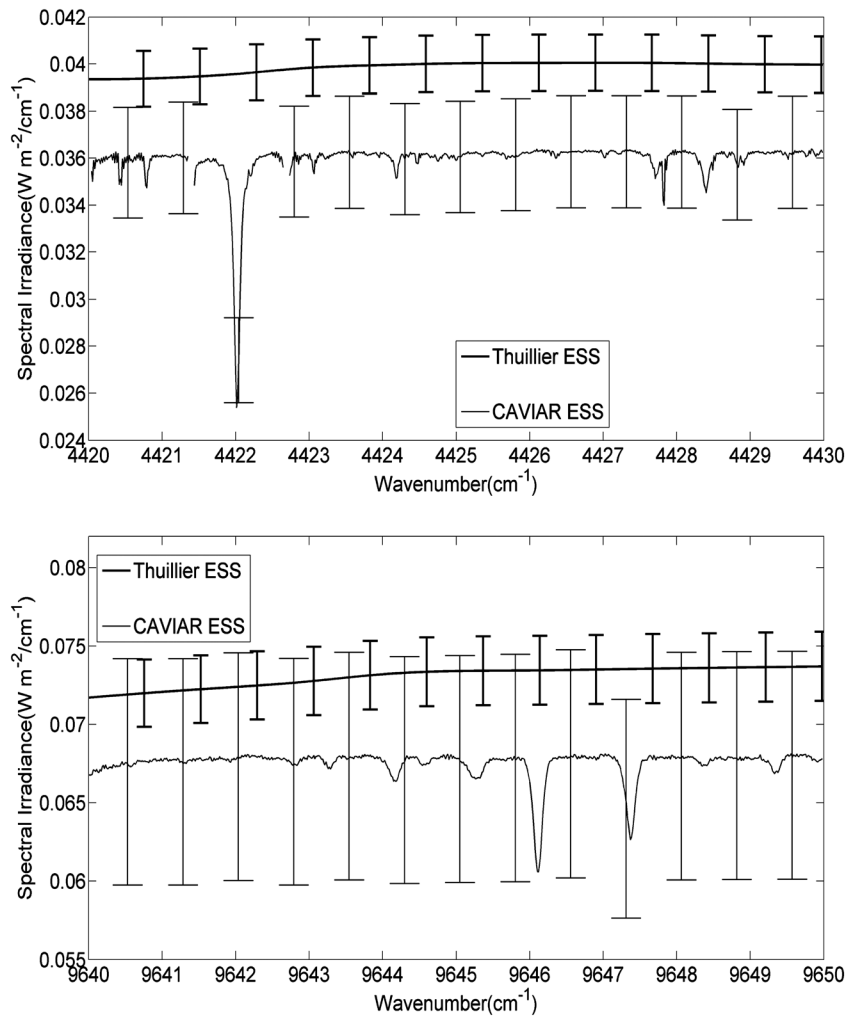 Spectral Irradiance(W m-2/cm-1)
0.042
0.04
0.038
0.036
0.034
0.032
0.03
0.028
0.026
0.024
Thuillier ESS
CAVIAR ESS
4420 4421 4422 4423 4424 4425 4426 4427 4428 4429 4430
Wavenumber(cm-1)
Spectral Irradiance(W m-2/cm-1)
0.08
0.075
0.07
0.065
0.06
0.055
Thuillier ESS
CAVIAR ESS
9640 9641 9642 9643 9644 9645 9646 9647 9648 9649 9650
Wavenumber(cm-1)